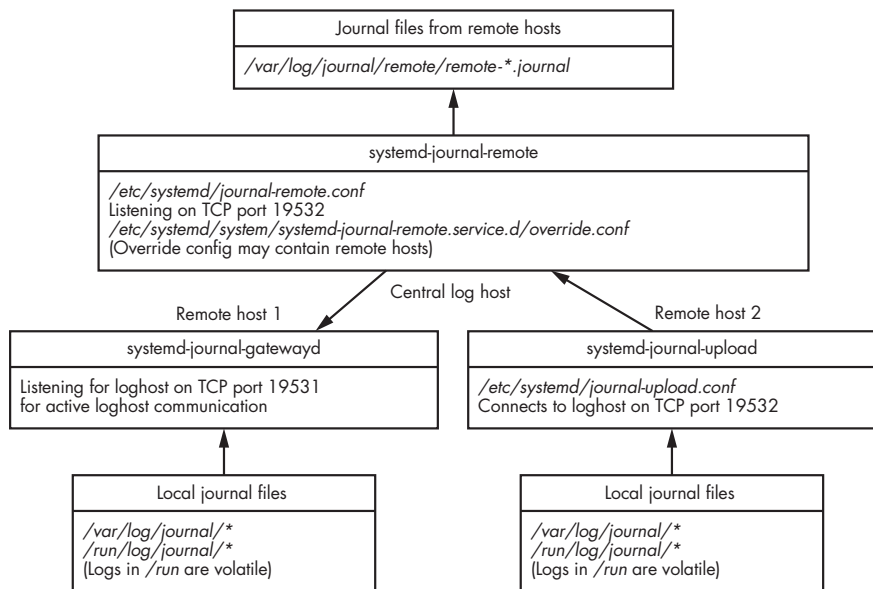 Journal files from remote hosts
/var/log/journal/remote/remote-*.journal
systemd-journal-remote
/etc/systemd/journal-remote.conf
Listening on TCP port 19532
/etc/systemd/system/systemd-journal-remote.service.d/override.conf
(Override config may contain remote hosts)
Central log host
Remote host 1
Remote host 2
systemd-journal-gatewayd
Listening for loghost on TCP port 19531
for active loghost communication
systemd-journal-upload
/etc/systemd/journal-upload.conf
Connects to loghost on TCP port 19532
Local journal files
/var/log/journal/*
/run/log/journal/*
(Logs in /run are volatile)
Local journal files
/var/log/journal/*
/run/log/journal/*
(Logs in /run are volatile)